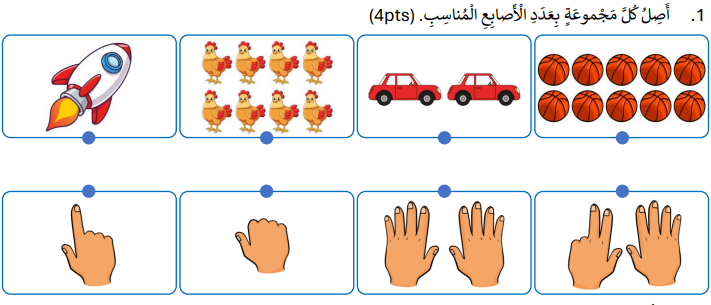 1. أَصِلُ كُلَّ مَجْموعَةٍ بِعَدَدِ الْأَصابِعِ الْمُناسِبِ. (4pts)